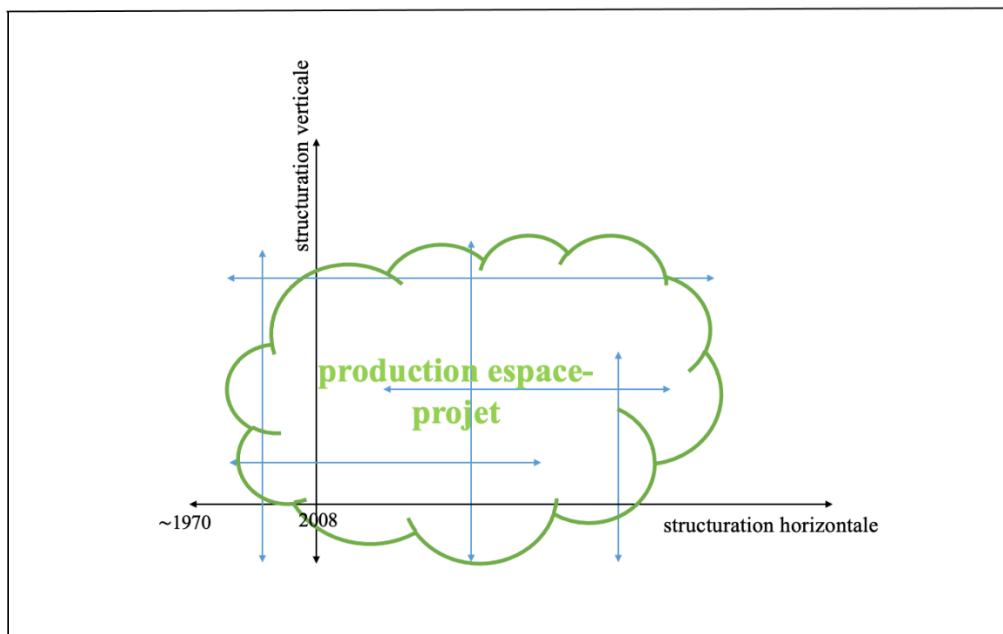 structuration verticale
production espace-
projet
~1970
2008
structuration horizontale